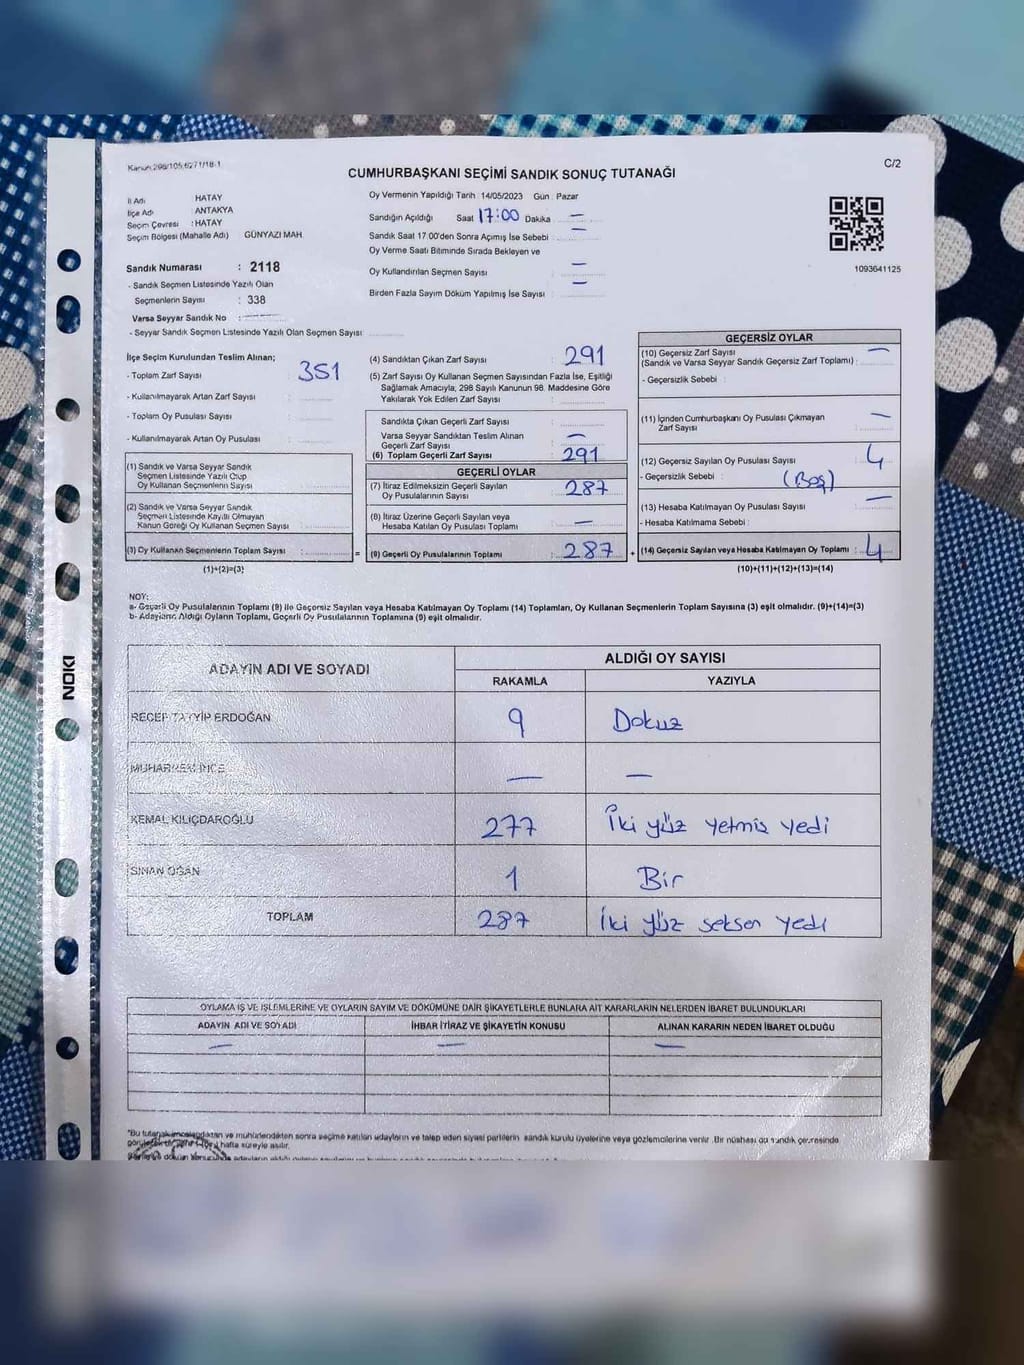 Kanun 298/105,6271/18-1
C/2
CUMHURBAŞKANI SEÇİMİ SANDIK SONUÇ TUTANAĞI
İl Adı : HATAY
İlçe Adı : ANTAKYA
Seçim Çevresi : HATAY
Seçim Bölgesi (Mahalle Adı) GÜNYAZI MAH.
Sandık Numarası : 2118
- Sandık Seçmen Listesinde Yazılı Olan
Seçmenlerin Sayısı : 338
Varsa Seyyar Sandık No :
- Seyyar Sandık Seçmen Listesinde Yazılı Olan Seçmen Sayısı
Oy Vermenin Yapıldığı Tarih : 14/05/2023 Gün : Pazar
Sandığın Açıldığı Saat 17:00 Dakika —
Sandık Saat 17.00'den Sonra Açımış İse Sebebi : —
Oy Verme Saati Bitiminde Sırada Bekleyen ve
Oy Kullandırılan Seçmen Sayısı —
Birden Fazla Sayım Döküm Yapılmış İse Sayısı : —
1093641125
İlçe Seçim Kurulundan Teslim Alınan;
- Toplam Zarf Sayısı : 351
- Kullanılmayarak Artan Zarf Sayısı :
- Toplam Oy Pusulası Sayısı :
- Kullanılmayarak Artan Oy Pusulası :
(1) Sandık ve Varsa Seyyar Sandık
Seçmen Listesinde Yazılı Olup
Oy Kullanan Seçmenlerin Sayısı :
(2) Sandık ve Varsa Seyyar Sandık
Seçmen Listesinde Kayıtlı Olmayan
Kanun Gereği Oy Kullanan Seçmen Sayısı :
(3) Oy Kullanan Seçmenlerin Toplam Sayısı : =
(1)+(2)=(3)
(4) Sandıktan Çıkan Zarf Sayısı : 291
(5) Zarf Sayısı Oy Kullanan Seçmen Sayısından Fazla İse, Eşitliği
Sağlamak Amacıyla, 298 Sayılı Kanunun 98. Maddesine Göre
Yakılarak Yok Edilen Zarf Sayısı :
Sandıkta Çıkan Geçerli Zarf Sayısı :
Varsa Seyyar Sandıktan Teslim Alınan
Geçerli Zarf Sayısı : —
(6) Toplam Geçerli Zarf Sayısı : 291
GEÇERLİ OYLAR
(7) İtiraz Edilmeksizin Geçerli Sayılan
Oy Pusulalarının Sayısı : 287
(8) İtiraz Üzerine Geçerli Sayılan veya
Hesaba Katılan Oy Pusulası Toplamı : —
(9) Geçerli Oy Pusulalarının Toplamı : 287 +
GEÇERSİZ OYLAR
(10) Geçersiz Zarf Sayısı
(Sandık ve Varsa Seyyar Sandık Geçersiz Zarf Toplamı) : —
- Geçersizlik Sebebi :
(11) İçinden Cumhurbaşkanı Oy Pusulası Çıkmayan
Zarf Sayısı : —
(12) Geçersiz Sayılan Oy Pusulası Sayısı : 4
- Geçersizlik Sebebi : (Boş)
(13) Hesaba Katılmayan Oy Pusulası Sayısı : —
- Hesaba Katılmama Sebebi :
(14) Geçersiz Sayılan veya Hesaba Katılmayan Oy Toplamı : 4
(10)+(11)+(12)+(13)=(14)
NOT:
a- Geçerli Oy Pusulalarının Toplamı (9) ile Geçersiz Sayılan veya Hesaba Katılmayan Oy Toplamı (14) Toplamları, Oy Kullanan Seçmenlerin Toplam Sayısına (3) eşit olmalıdır. (9)+(14)=(3)
b- Adayların Aldığı Oyların Toplamı, Geçerli Oy Pusulalarının Toplamına (9) eşit olmalıdır.
ADAYIN ADI VE SOYADI
ALDIĞI OY SAYISI
RAKAMLA YAZIYLA
RECEP TAYYİP ERDOĞAN 9 Dokuz
MUHARREM İNCE — —
KEMAL KILIÇDAROĞLU 277 İki yüz yetmiş yedi
SİNAN OĞAN 1 Bir
TOPLAM 287 İki yüz seksen yedi
OYLAMA İŞ VE İŞLEMLERİNE VE OYLARIN SAYIM VE DÖKÜMÜNE DAİR ŞİKAYETLERLE BUNLARA AİT KARARLARIN NELERDEN İBARET BULUNDUKLARI
ADAYIN ADI VE SOYADI İHBAR İTİRAZ VE ŞİKAYETİN KONUSU ALINAN KARARIN NEDEN İBARET OLDUĞU
— — —
*Bu tutanak imzalandıktan ve mühürlendikten sonra seçime katılan adayların ve talep eden siyasi partilerin sandık kurulu üyelerine veya gözlemcilerine verilir. Bir nüshası da sandık çevresinde
hafta süreyle asılır.
NOKI